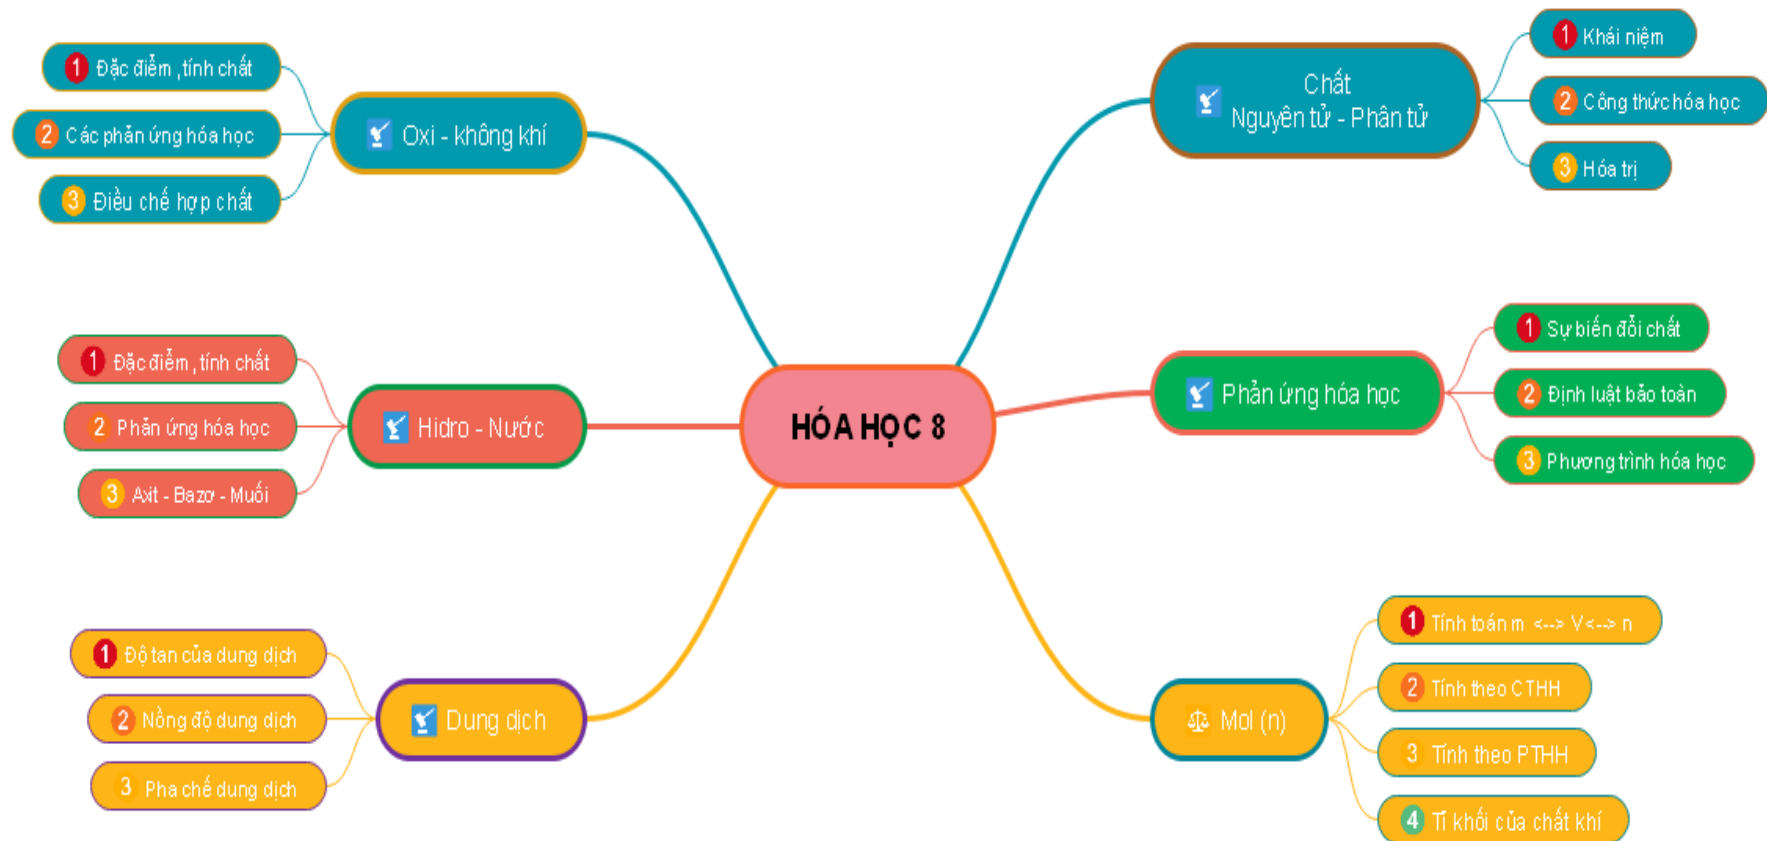 HÓA HỌC 8
Chất
Nguyên tử - Phân tử
1 Khái niệm
2 Công thức hóa học
3 Hóa trị
Phản ứng hóa học
1 Sự biến đổi chất
2 Định luật bảo toàn
3 Phương trình hóa học
Mol (n)
1 Tính toán m <--> V <--> n
2 Tính theo CTHH
3 Tính theo PTHH
4 Tỉ khối của chất khí
Oxi - không khí
1 Đặc điểm , tính chất
2 Các phản ứng hóa học
3 Điều chế hợp chất
Hidro - Nước
1 Đặc điểm , tính chất
2 Phản ứng hóa học
3 Axit - Bazơ - Muối
Dung dịch
1 Độ tan của dung dịch
2 Nồng độ dung dịch
3 Pha chế dung dịch